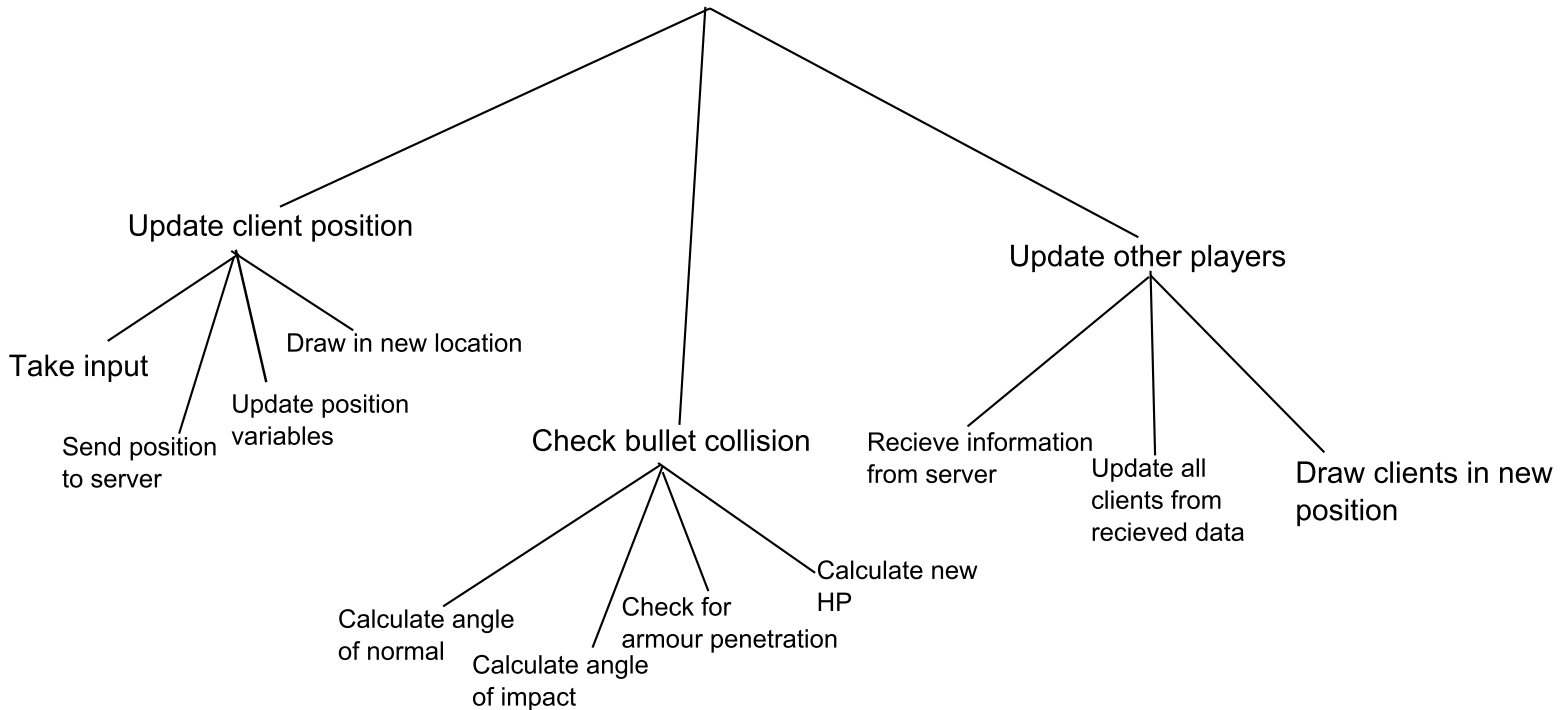 Update client position
Update other players
Take input
Draw in new location
Send position
to server
Update position
variables
Check bullet collision
Recieve information
from server
Update all
clients from
recieved data
Draw clients in new
position
Calculate angle
of normal
Calculate angle
of impact
Check for
armour penetration
Calculate new
HP